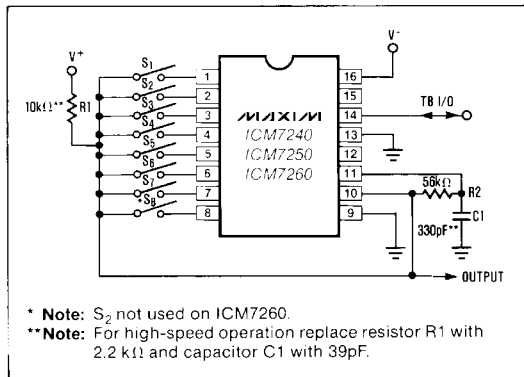 V+
10kΩ**
R1
S1
S2
S3
S4
S5
S6
S7
*S8
1
2
3
4
5
6
7
8
MAXIM
ICM7240
ICM7250
ICM7260
16
15
14
13
12
11
10
9
V-
TB I/O
56kΩ
R2
C1
330pF**
OUTPUT
* Note: S2 not used on ICM7260.
**Note: For high-speed operation replace resistor R1 with
2.2 kΩ and capacitor C1 with 39pF.